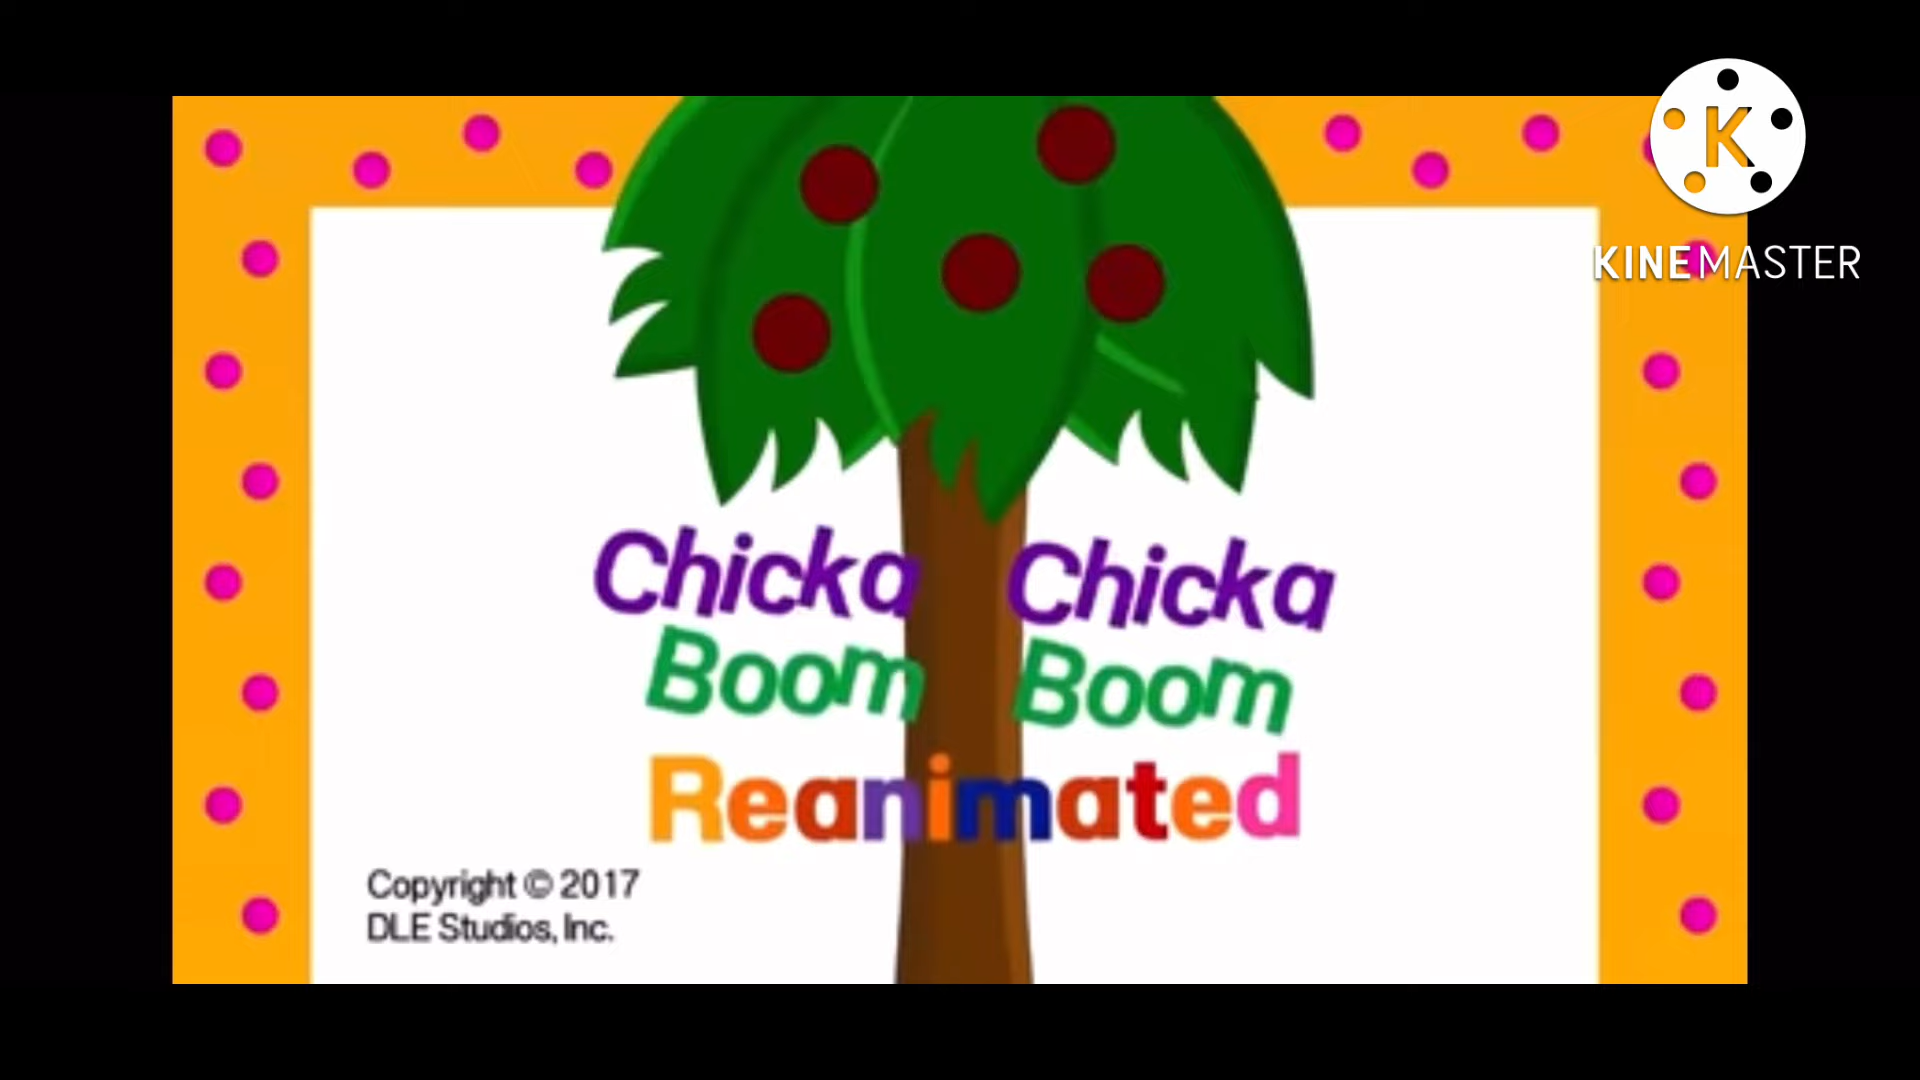 K
KINEMASTER
Chicka Chicka
Boom Boom
Reanimated
Copyright © 2017
DLE Studios, Inc.